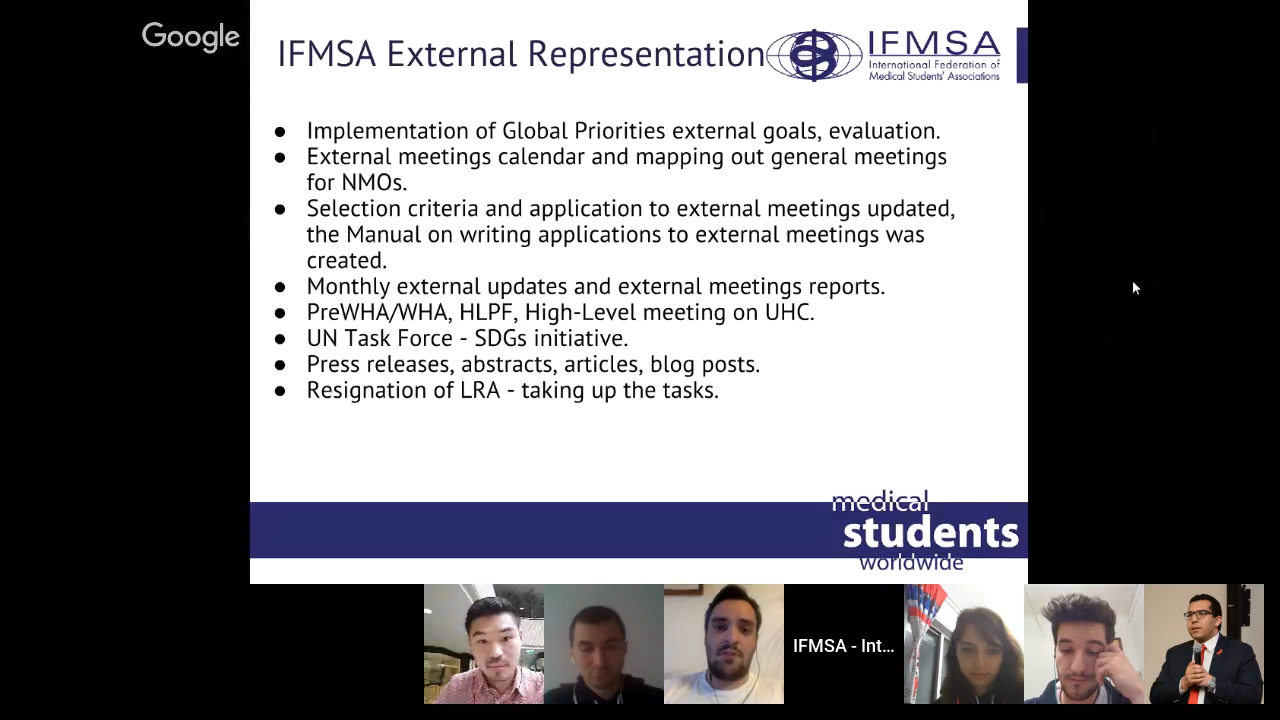 Google
IFMSA External Representation
IFMSA
International Federation of
Medical Students' Associations
● Implementation of Global Priorities external goals, evaluation.
● External meetings calendar and mapping out general meetings
for NMOs.
● Selection criteria and application to external meetings updated,
the Manual on writing applications to external meetings was
created.
● Monthly external updates and external meetings reports.
● PreWHA/WHA, HLPF, High-Level meeting on UHC.
● UN Task Force - SDGs initiative.
● Press releases, abstracts, articles, blog posts.
● Resignation of LRA - taking up the tasks.
medical
students
worldwide
IFMSA - Int...